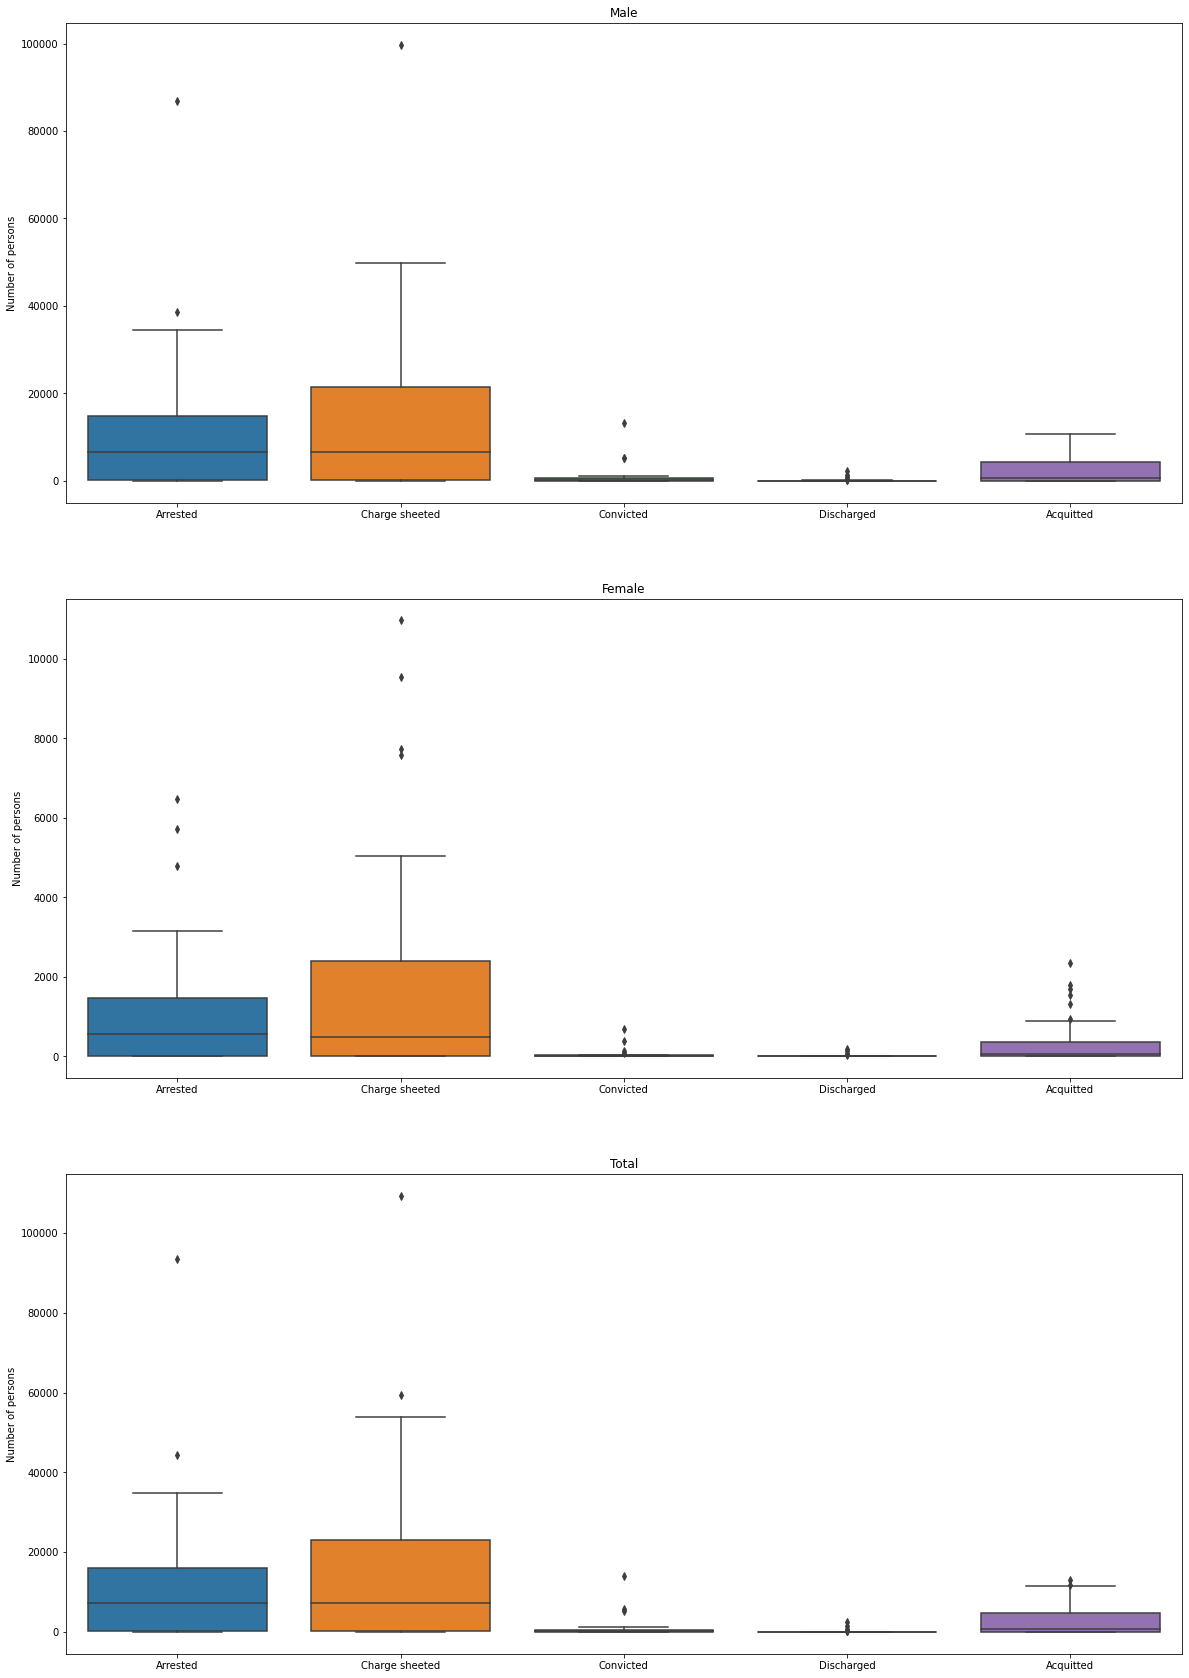 Male
100000
80000
60000
40000
20000
0
Number of persons
Arrested Charge sheeted Convicted Discharged Acquitted
Female
10000
8000
6000
4000
2000
0
Number of persons
Arrested Charge sheeted Convicted Discharged Acquitted
Total
100000
80000
60000
40000
20000
0
Number of persons
Arrested Charge sheeted Convicted Discharged Acquitted